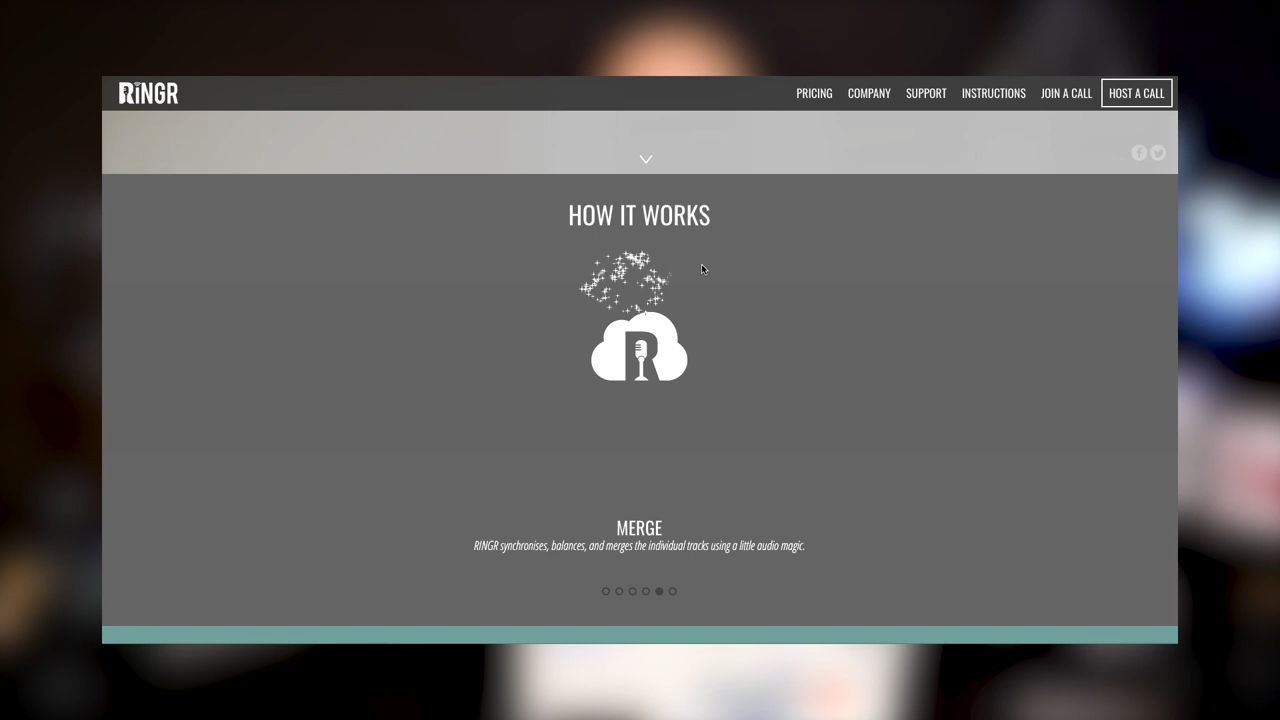 RINGR
PRICING COMPANY SUPPORT INSTRUCTIONS JOIN A CALL HOST A CALL
HOW IT WORKS
R
MERGE
RINGR synchronises, balances, and merges the individual tracks using a little audio magic.